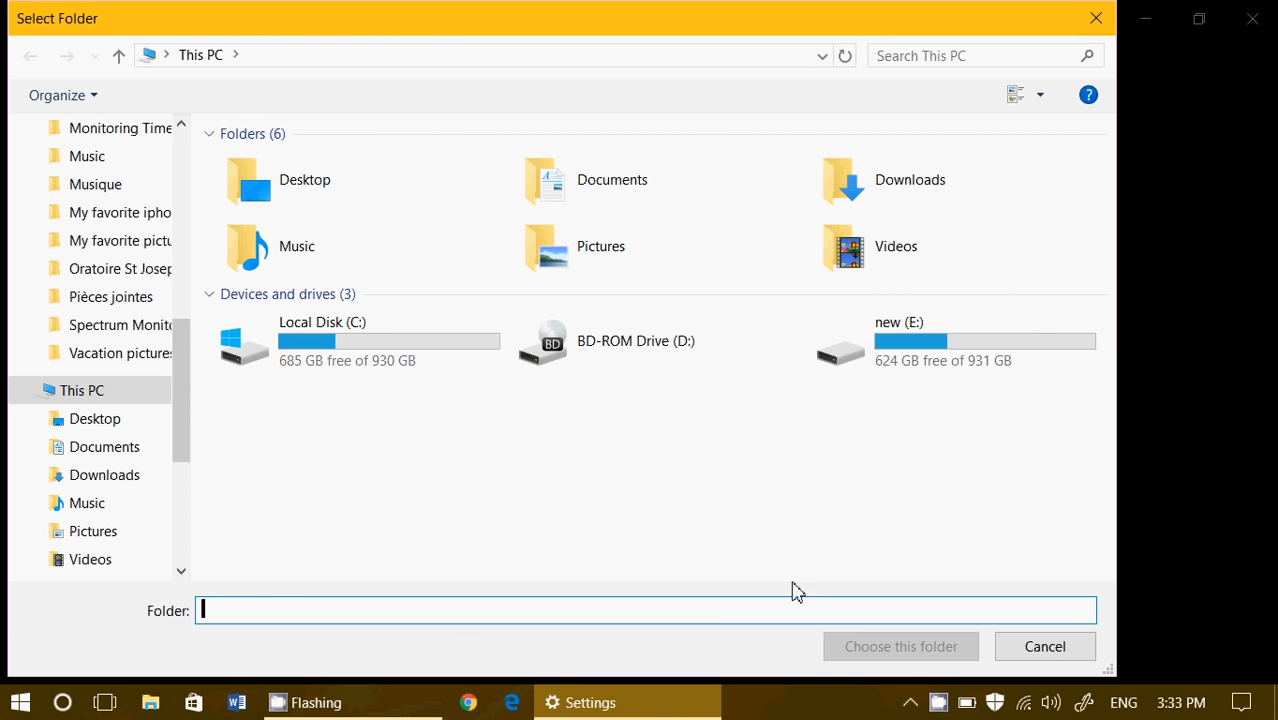 Select Folder
This PC
Search This PC
Organize
Monitoring Time
Music
Musique
My favorite ipho
My favorite pictu
Oratoire St Josep
Pièces jointes
Spectrum Monito
Vacation pictures
This PC
Desktop
Documents
Downloads
Music
Pictures
Videos
Folders (6)
Desktop
Documents
Downloads
Music
Pictures
Videos
Devices and drives (3)
Local Disk (C:)
685 GB free of 930 GB
BD
BD-ROM Drive (D:)
new (E:)
624 GB free of 931 GB
Folder:
Choose this folder
Cancel
Flashing
Settings
ENG
3:33 PM